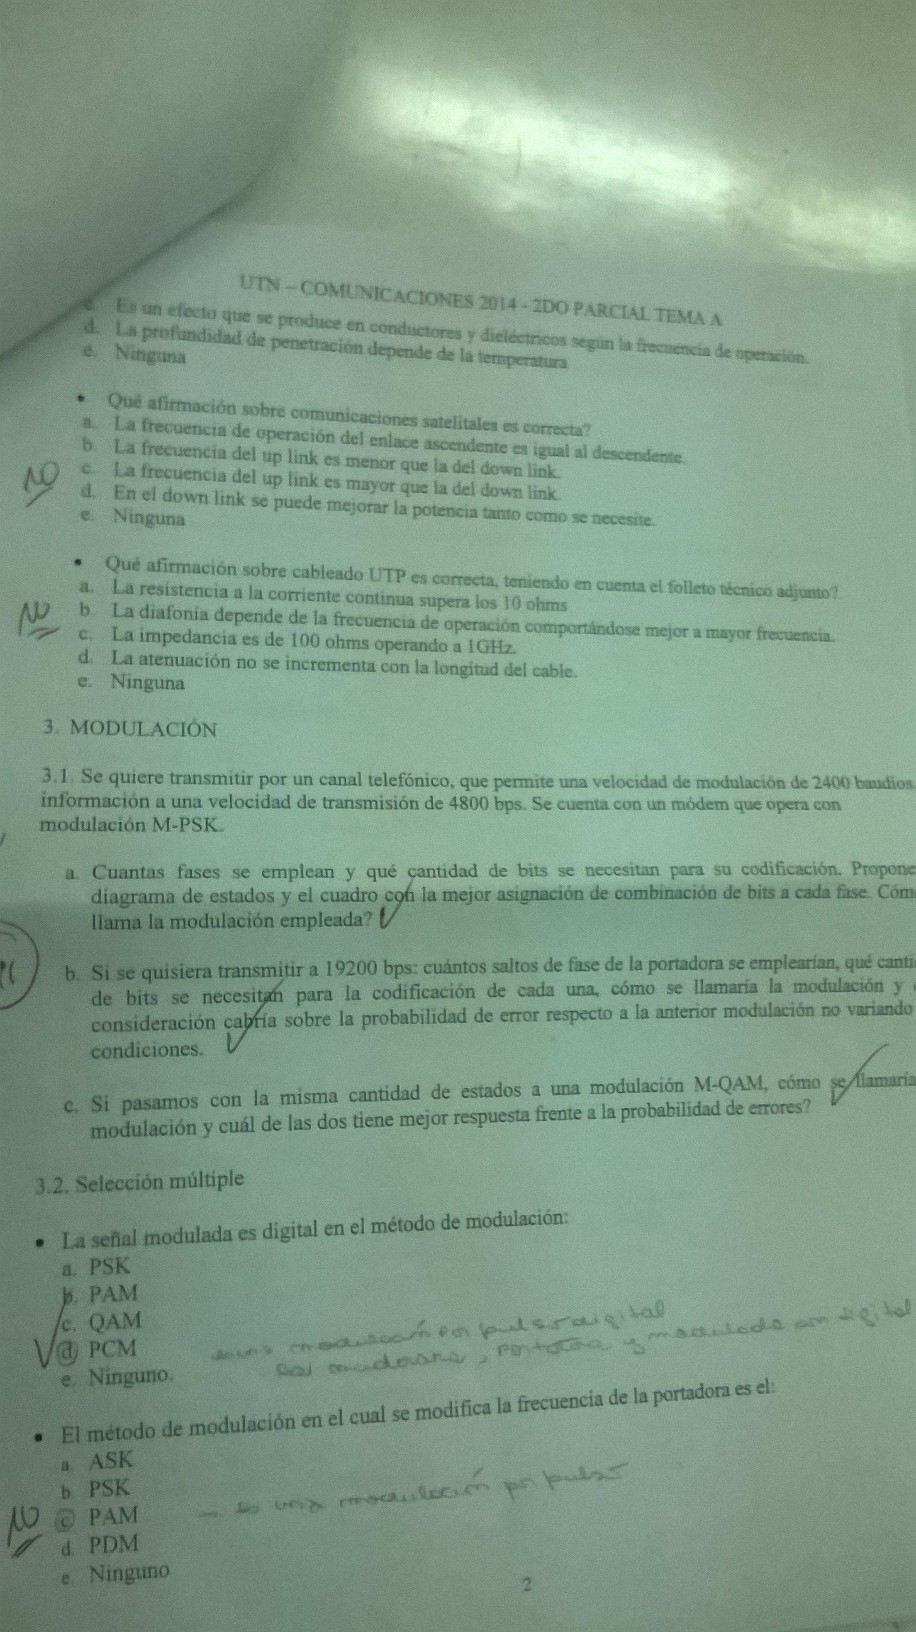 UTN – COMUNICACIONES 2014 - 2DO PARCIAL TEMA A
c. Es un efecto que se produce en conductores y dieléctricos según la frecuencia de operación.
d. La profundidad de penetración depende de la temperatura
e. Ninguna
• Qué afirmación sobre comunicaciones satelitales es correcta?
a. La frecuencia de operación del enlace ascendente es igual al descendente.
b. La frecuencia del up link es menor que la del down link.
NO c. La frecuencia del up link es mayor que la del down link.
d. En el down link se puede mejorar la potencia tanto como se necesite.
e. Ninguna
• Qué afirmación sobre cableado UTP es correcta, teniendo en cuenta el folleto técnico adjunto?
a. La resistencia a la corriente continua supera los 10 ohms
NO b. La diafonía depende de la frecuencia de operación comportándose mejor a mayor frecuencia.
c. La impedancia es de 100 ohms operando a 1GHz.
d. La atenuación no se incrementa con la longitud del cable.
e. Ninguna
3. MODULACIÓN
3.1. Se quiere transmitir por un canal telefónico, que permite una velocidad de modulación de 2400 baudios,
información a una velocidad de transmisión de 4800 bps. Se cuenta con un módem que opera con
modulación M-PSK.
a. Cuantas fases se emplean y qué cantidad de bits se necesitan para su codificación. Propone
diagrama de estados y el cuadro con la mejor asignación de combinación de bits a cada fase. Cóm
llama la modulación empleada?
b. Si se quisiera transmitir a 19200 bps: cuántos saltos de fase de la portadora se emplearían, qué canti
de bits se necesitan para la codificación de cada una, cómo se llamaría la modulación y
consideración cabría sobre la probabilidad de error respecto a la anterior modulación no variando
condiciones.
c. Si pasamos con la misma cantidad de estados a una modulación M-QAM, cómo se llamaría
modulación y cuál de las dos tiene mejor respuesta frente a la probabilidad de errores?
3.2. Selección múltiple
• La señal modulada es digital en el método de modulación:
a. PSK
b. PAM
c. QAM
d. PCM modulación por pulso digital
e. Ninguno. portadora y modulada son digital
• El método de modulación en el cual se modifica la frecuencia de la portadora es el:
a. ASK
b. PSK
NO c. PAM – es una modulación por pulso
d. PDM
e. Ninguno
2